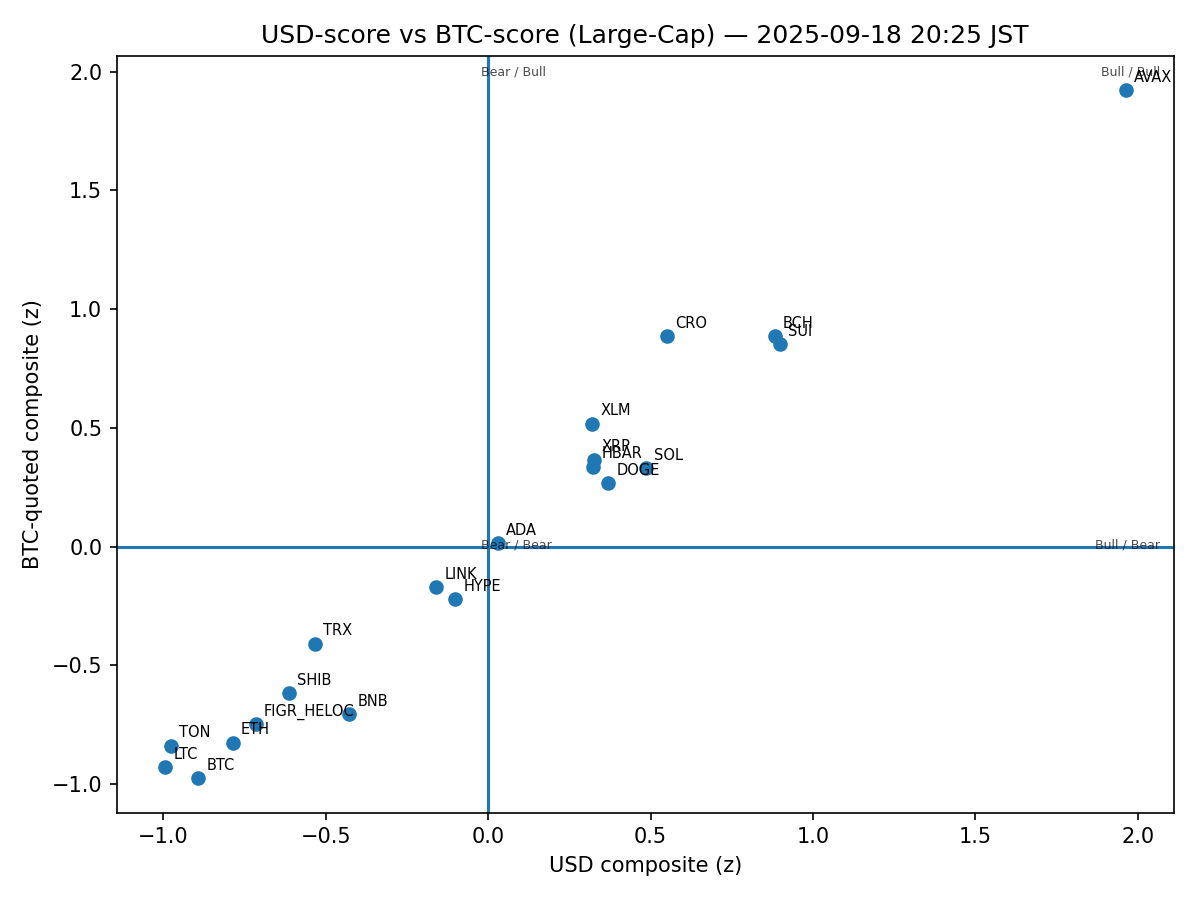 USD-score vs BTC-score (Large-Cap) — 2025-09-18 20:25 JST
2.0
Bear / Bull
Bull / Bull
AVAX
1.5
1.0
CRO
BCH
SUI
XLM
0.5
XRP
HBAR
SOL
DOGE
ADA
0.0
Bear / Bear
Bull / Bear
LINK
HYPE
TRX
−0.5
SHIB
BNB
FIGR_HELOC
ETH
TON
LTC
BTC
−1.0
BTC-quoted composite (z)
−1.0
−0.5
0.0
0.5
1.0
1.5
2.0
USD composite (z)